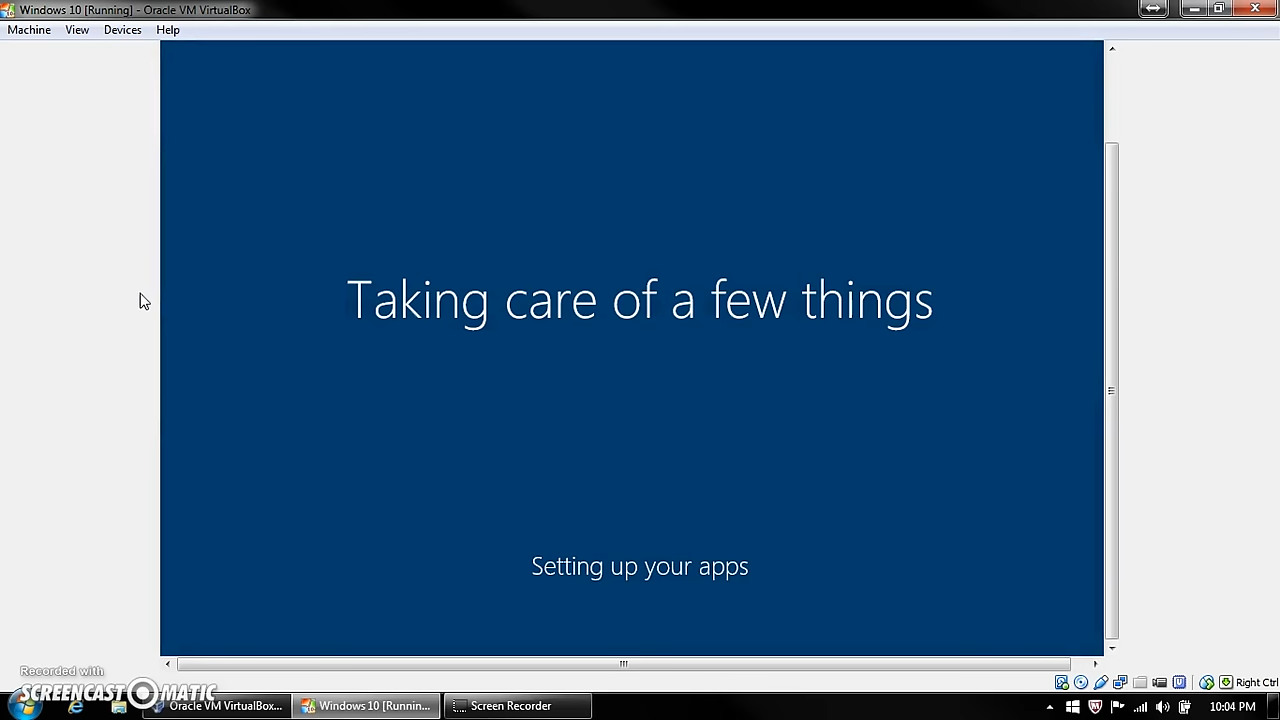 Windows 10 [Running] - Oracle VM VirtualBox
Machine View Devices Help
Taking care of a few things
Setting up your apps
Right Ctrl
Recorded with
SCREENCAST MATIC
Oracle VM VirtualBox... Windows 10 [Runnin... Screen Recorder 10:04 PM